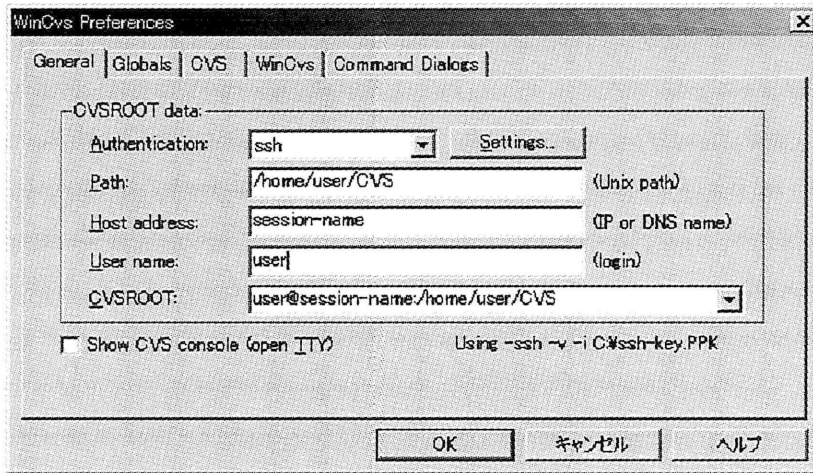 WinCvs Preferences
General Globals CVS WinCvs Command Dialogs
CVSROOT data:
Authentication: ssh Settings...
Path: /home/user/CVS (Unix path)
Host address: session-name (IP or DNS name)
User name: user (login)
CVSROOT: user@session-name:/home/user/CVS
Show CVS console (open TTY) Using -ssh -v -i C:¥ssh-key.PPK
OK キャンセル ヘルプ